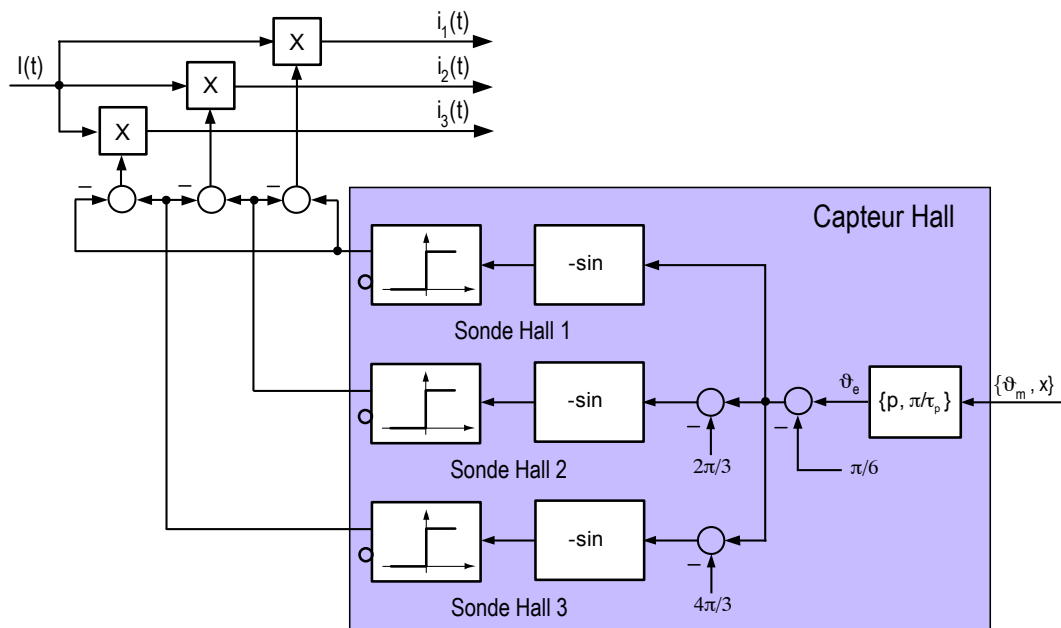 i₁(t)
I(t)
X
i₂(t)
X
i₃(t)
X
–
–
–
Capteur Hall
-sin
Sonde Hall 1
-sin
ϑₑ
{p, π/τₚ}
{ϑₘ, x}
–
–
Sonde Hall 2
2π/3
π/6
-sin
–
Sonde Hall 3
4π/3